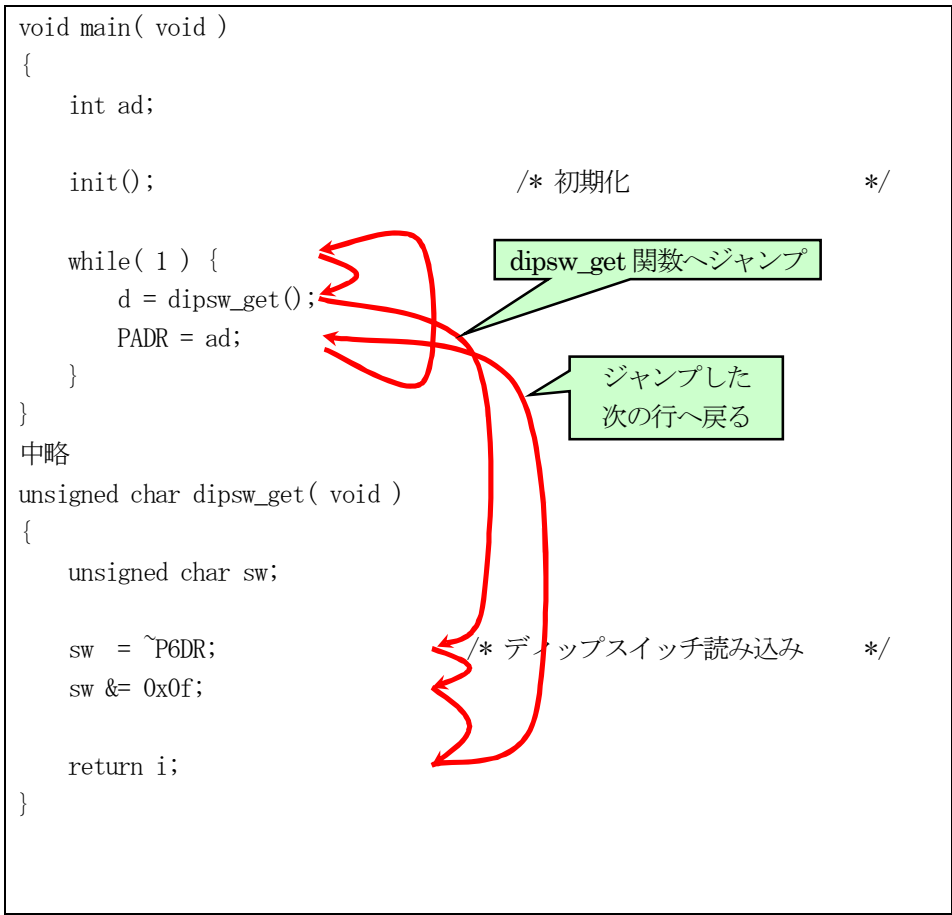 void main( void )
{
    int ad;
    init();                    /* 初期化                    */
    while( 1 ) {
        d = dipsw_get();
        PADR = ad;
    }
}
dipsw_get 関数へジャンプ
ジャンプした
次の行へ戻る
中略
unsigned char dipsw_get( void )
{
    unsigned char sw;
    sw  = ~P6DR;               /* ディップスイッチ読み込み    */
    sw &= 0x0f;
    return i;
}